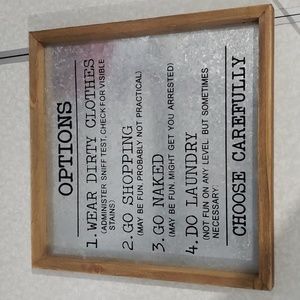 OPTIONS
1. WEAR DIRTY CLOTHES
(ADMINISTER SNIFF TEST, CHECK FOR VISIBLE
STAINS)
2. GO SHOPPING
(MAY BE FUN, PROBABLY NOT PRACTICAL)
3. GO NAKED
(MAY BE FUN, MIGHT GET YOU ARRESTED)
4. DO LAUNDRY
(NOT FUN ON ANY LEVEL, BUT SOMETIMES
NECESSARY)
CHOOSE CAREFULLY